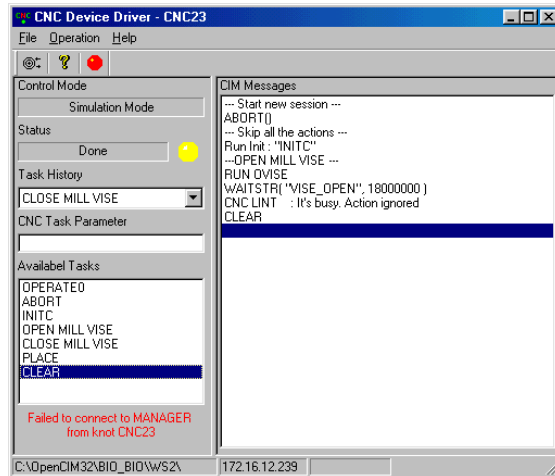 CNC Device Driver - CNC23
File Operation Help
Control Mode
Simulation Mode
Status
Done
Task History
CLOSE MILL VISE
CNC Task Parameter
Availabel Tasks
OPERATE0
ABORT
INITC
OPEN MILL VISE
CLOSE MILL VISE
PLACE
CLEAR
Failed to connect to MANAGER
from knot CNC23
CIM Messages
--- Start new session ---
ABORT()
--- Skip all the actions ---
Run Init : "INITC"
---OPEN MILL VISE ---
RUN OVISE
WAITSTR( "VISE_OPEN", 18000000 )
CNC LINT : It's busy. Action ignored
CLEAR
C:\OpenCIM32\BIO_BIO\WS2\ 172.16.12.239